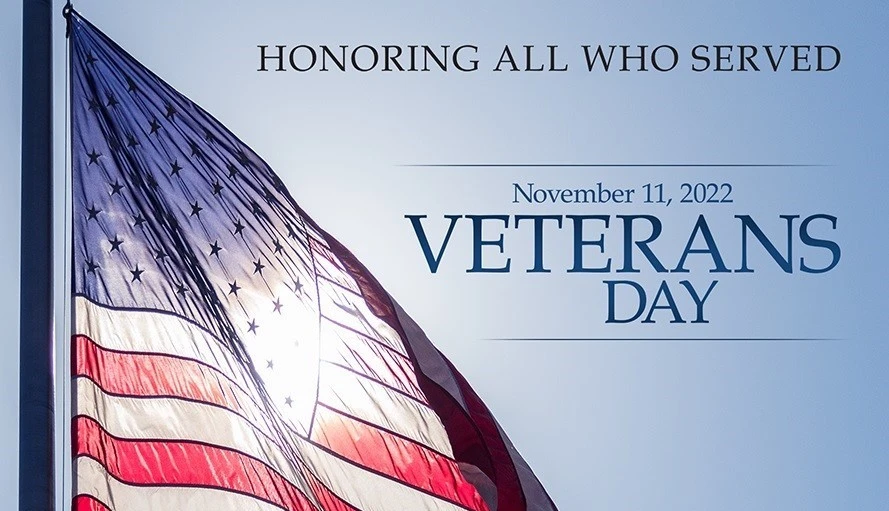 HONORING ALL WHO SERVED
November 11, 2022
VETERANS
DAY